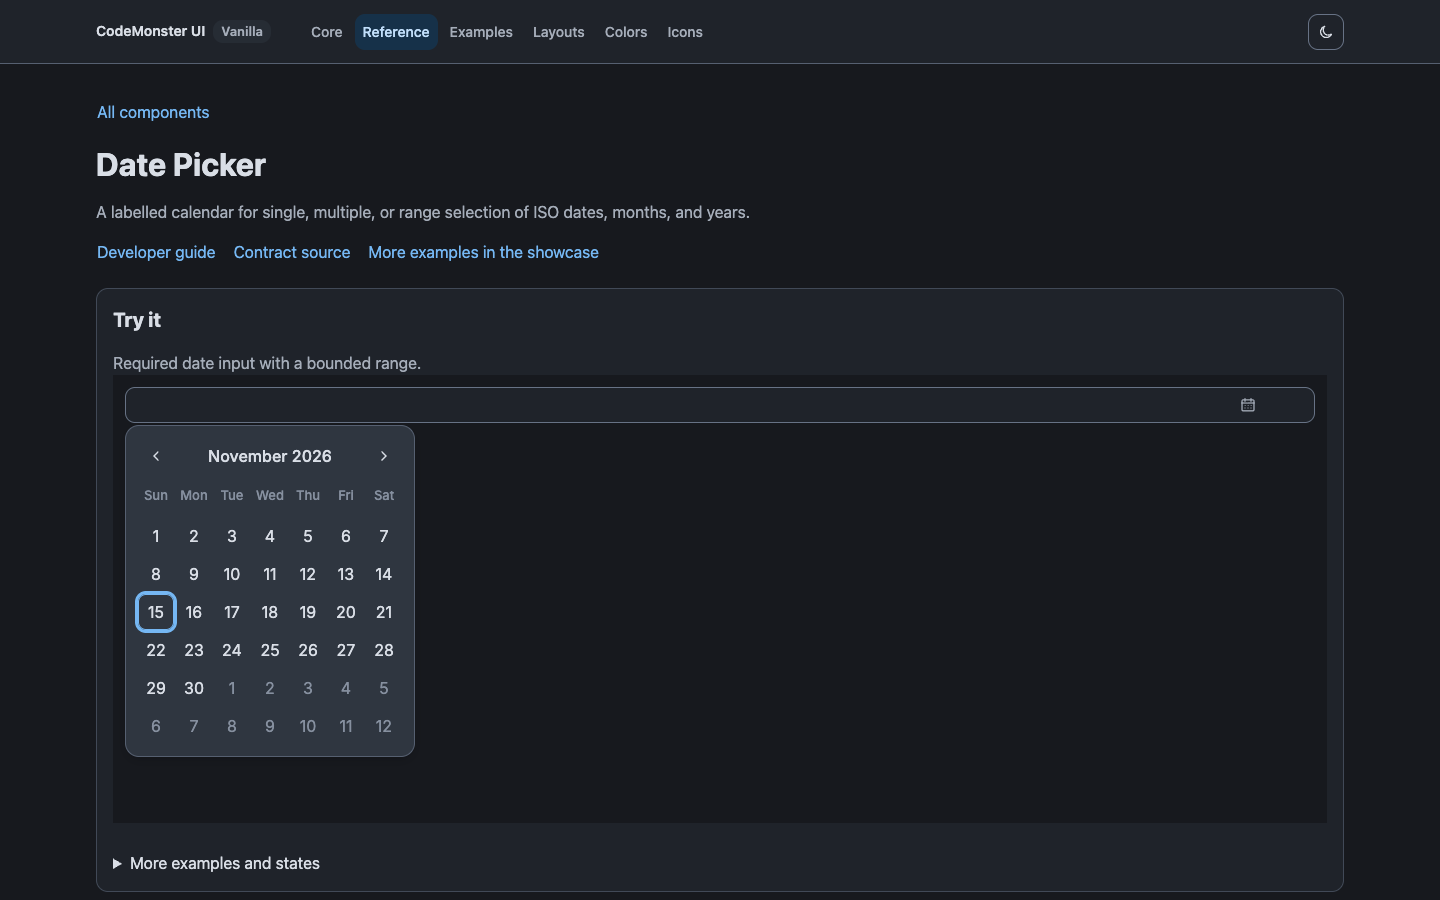 CodeMonster UI Vanilla Core Reference Examples Layouts Colors Icons
All components
Date Picker
A labelled calendar for single, multiple, or range selection of ISO dates, months, and years.
Developer guide Contract source More examples in the showcase
Try it
Required date input with a bounded range.
November 2026
Sun Mon Tue Wed Thu Fri Sat
1 2 3 4 5 6 7
8 9 10 11 12 13 14
15 16 17 18 19 20 21
22 23 24 25 26 27 28
29 30 1 2 3 4 5
6 7 8 9 10 11 12
More examples and states